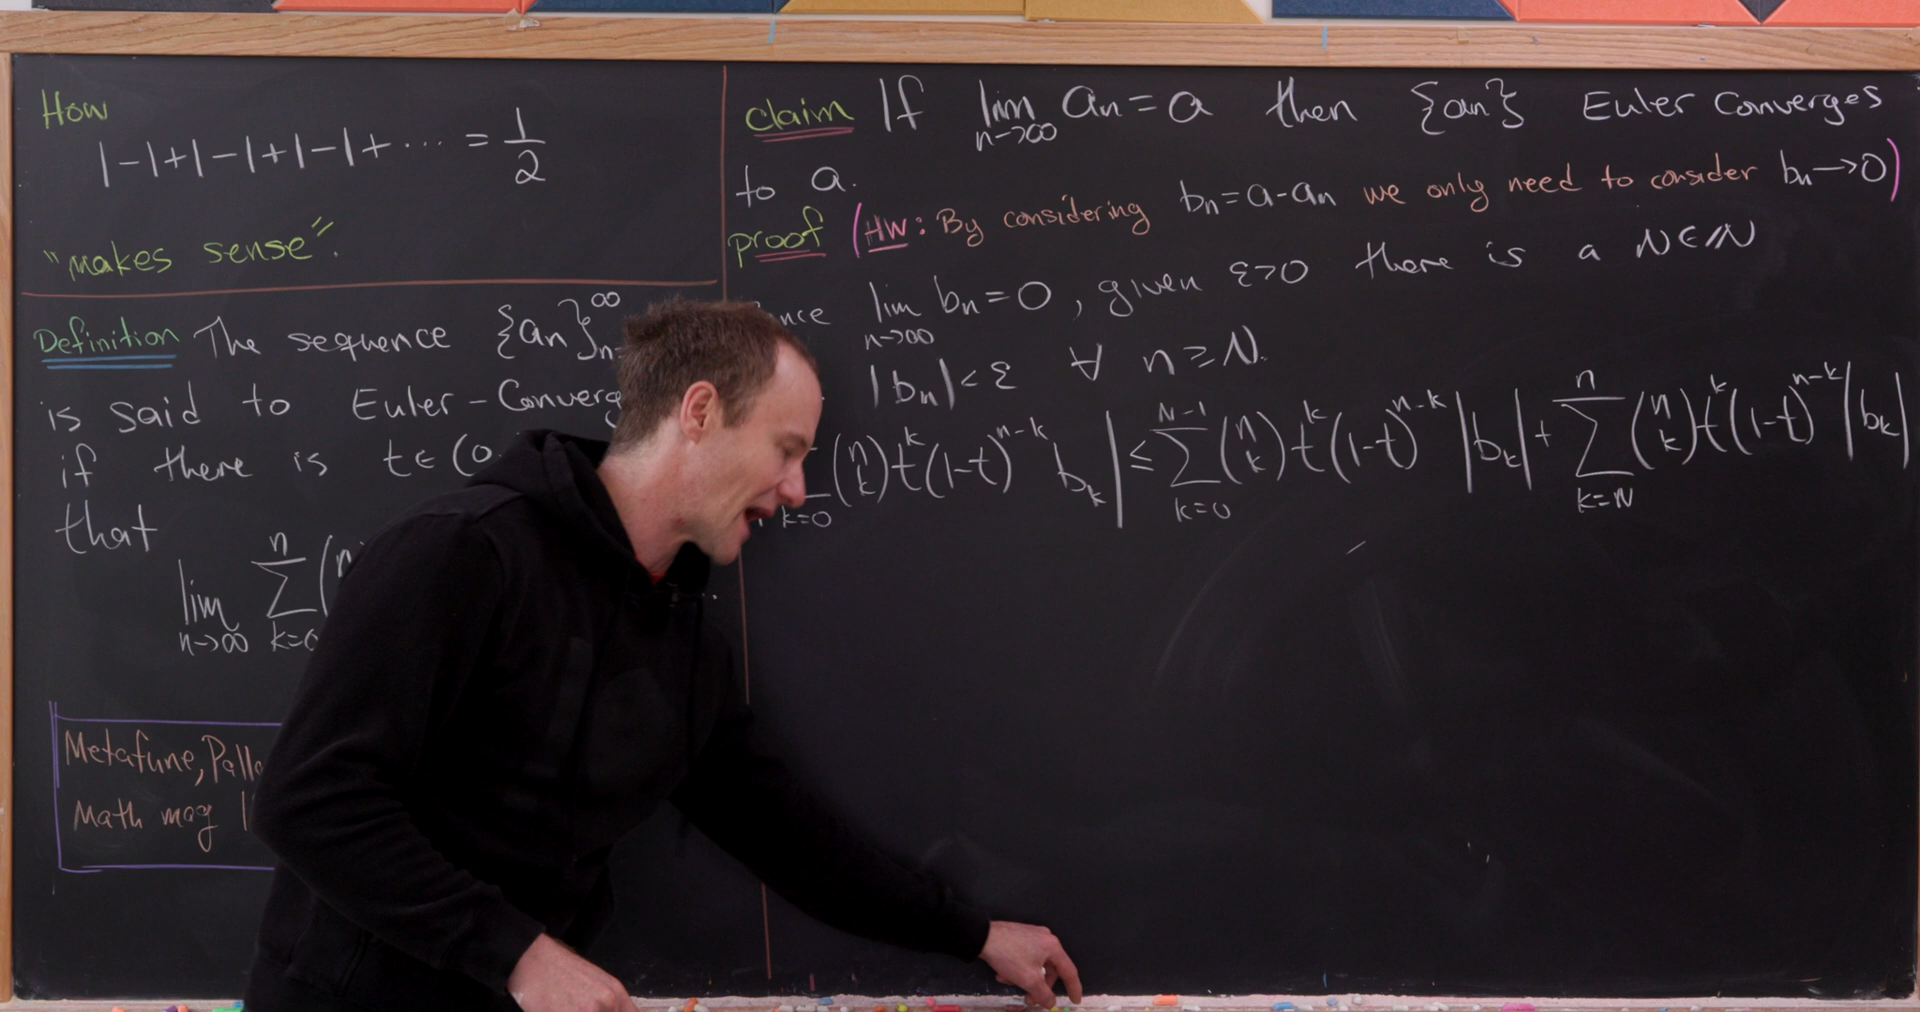 How
1-1+1-1+1-1+··· = 1/2
"makes sense".
Definition The sequence {an}∞n=
is said to Euler-Converg
if there is t∈(0
that
lim n→∞ n∑k=0 (n
Metafune, Palla
Math mag 1
claim If lim n→∞ an = a then {an} Euler Converges
to a.
proof (HW: By considering bn = a-an we only need to consider bn→0)
nce lim n→∞ bn = 0, given ε>0 there is a N∈ℕ
|bn|<ε ∀ n≥N.
k=0 (n k) t^k (1-t)^n-k bk| ≤ N-1∑k=0 (n k) t^k (1-t)^n-k |bk| + n∑k=N (n k) t^k (1-t)^n-k |bk|